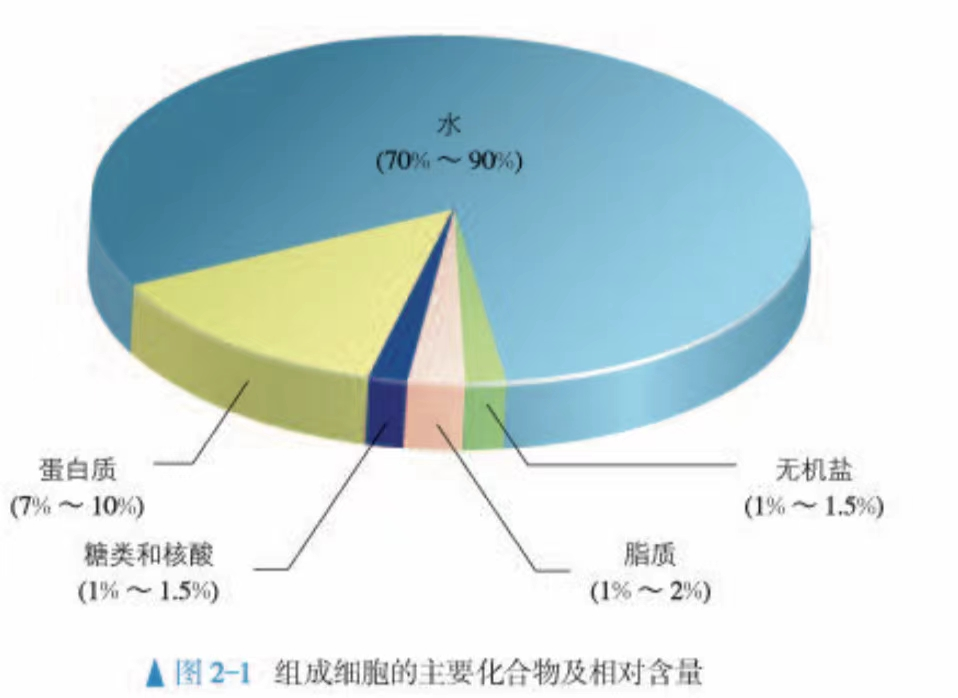 水
(70% ～ 90%)
蛋白质
(7% ～ 10%)
无机盐
(1% ～ 1.5%)
糖类和核酸
(1% ～ 1.5%)
脂质
(1% ～ 2%)
▲ 图 2-1 组成细胞的主要化合物及相对含量